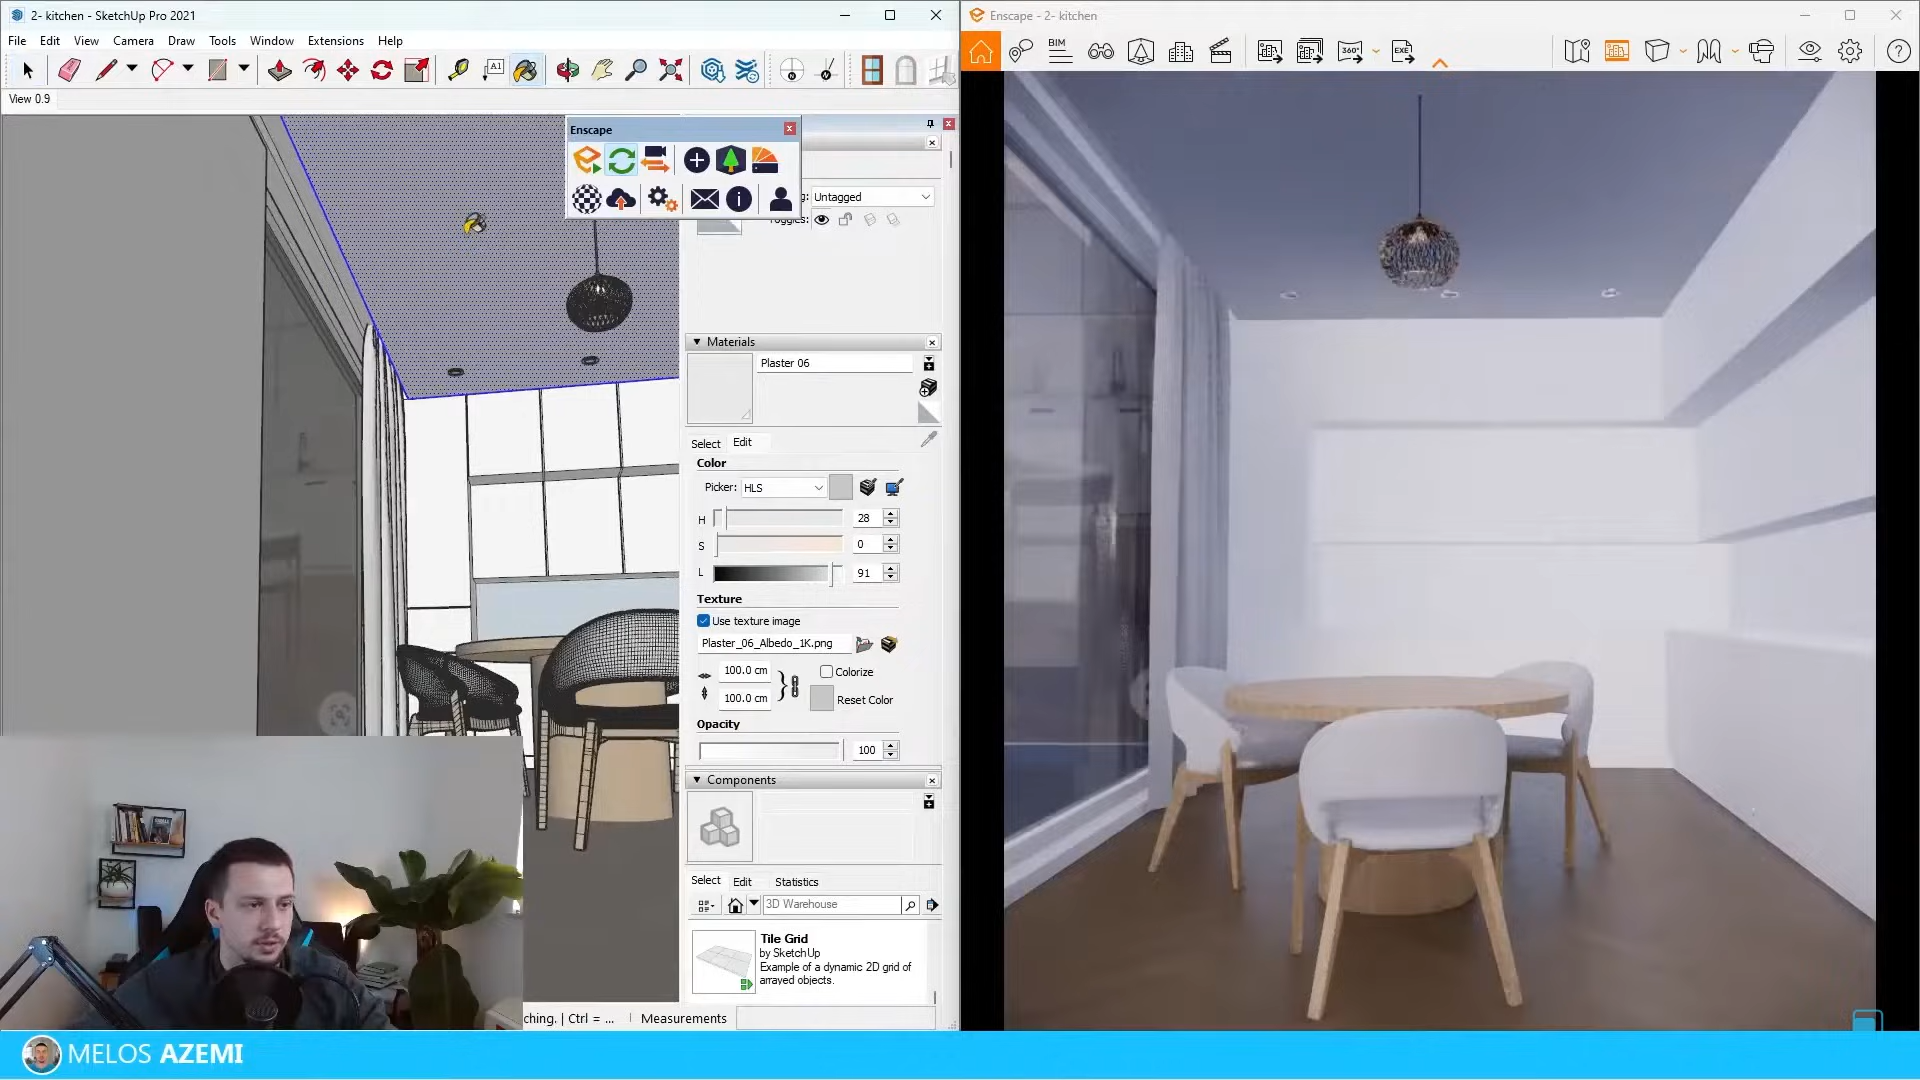 2- kitchen - SketchUp Pro 2021
File Edit View Camera Draw Tools Window Extensions Help
View 0.9
Enscape
Untagged
Materials
Plaster 06
Select Edit
Color
Picker: HLS
H 28
S 0
L 91
Texture
Use texture image
Plaster_06_Albedo_1K.png
100.0 cm Colorize
100.0 cm Reset Color
Opacity
100
Components
Select Edit Statistics
3D Warehouse
Tile Grid
by SketchUp
Example of a dynamic 2D grid of
arrayed objects.
ching. | Ctrl = ... Measurements
Enscape - 2- kitchen
BIM
360°
EXE
MELOS AZEMI